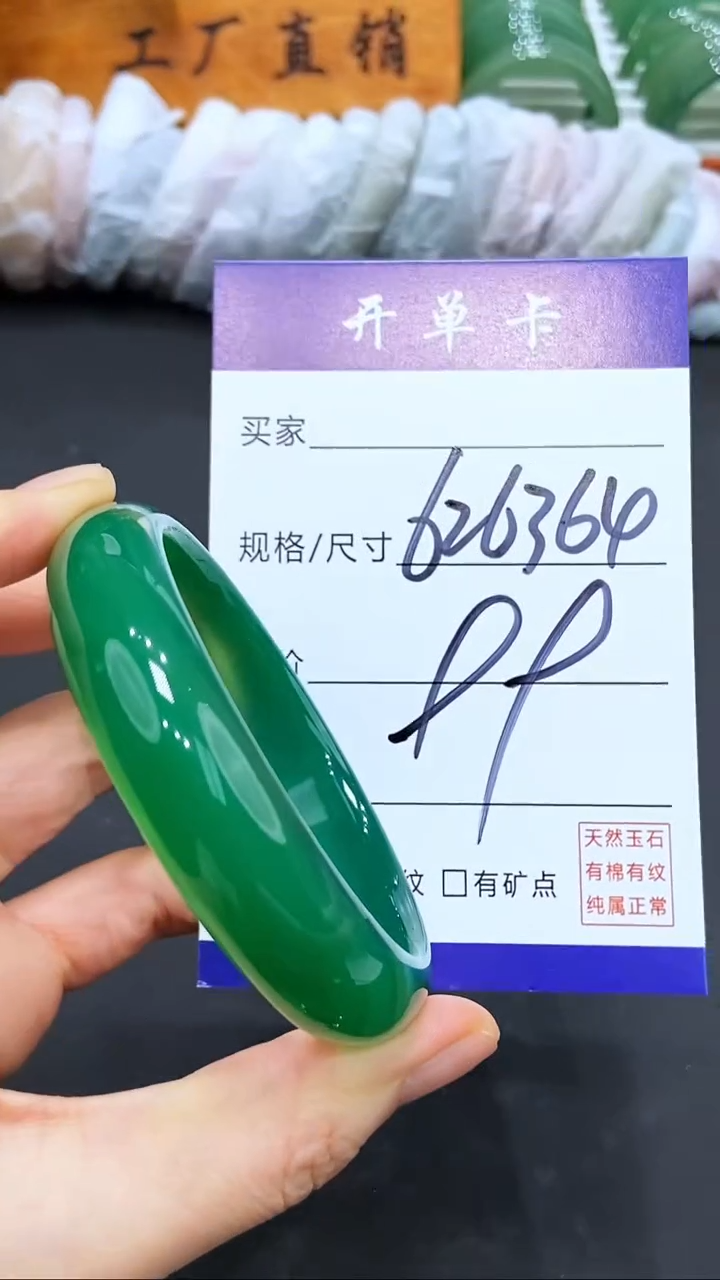 工厂直销
开单卡
买家
规格/尺寸 626364
价
纹 □有矿点
天然玉石
有棉有纹
纯属正常